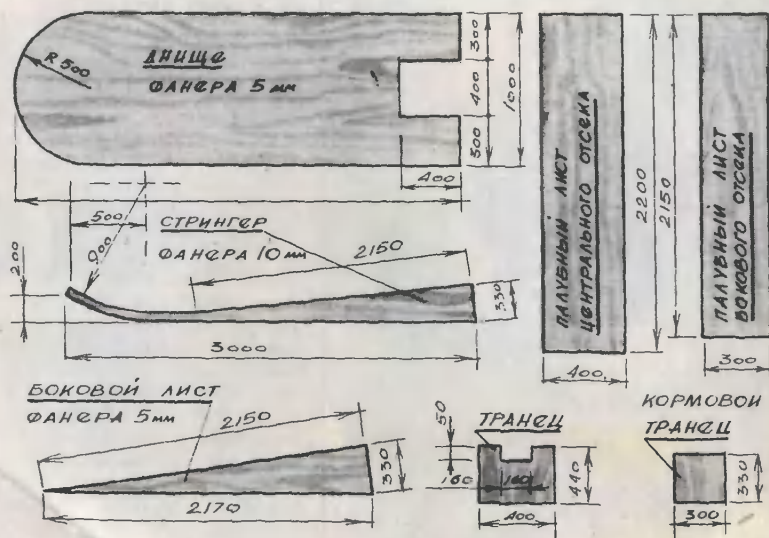 R 500
ДНИЩЕ
ФАНЕРА 5 мм
300
400
300
1000
400
500
900
200
СТРИНГЕР
ФАНЕРА 10 мм
2150
330
3000
ПАЛУБНЫЙ ЛИСТ
ЦЕНТРАЛЬНОГО ОТСЕКА
2200
2150
400
ПАЛУБНЫЙ ЛИСТ
БОКОВОГО ОТСЕКА
300
БОКОВОЙ ЛИСТ
ФАНЕРА 5 мм
2150
330
2170
ТРАНЕЦ
50
160
160
440
400
КОРМОВОЙ
ТРАНЕЦ
330
300